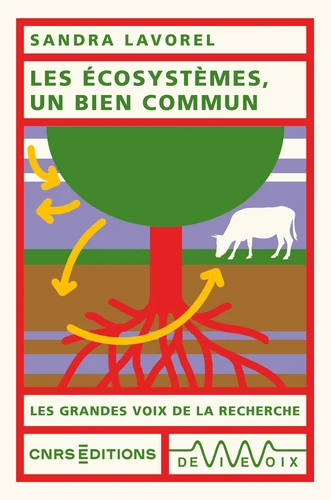 SANDRA LAVOREL
LES ÉCOSYSTÈMES,
UN BIEN COMMUN
LES GRANDES VOIX DE LA RECHERCHE
CNRS ÉDITIONS
DE VIVE VOIX